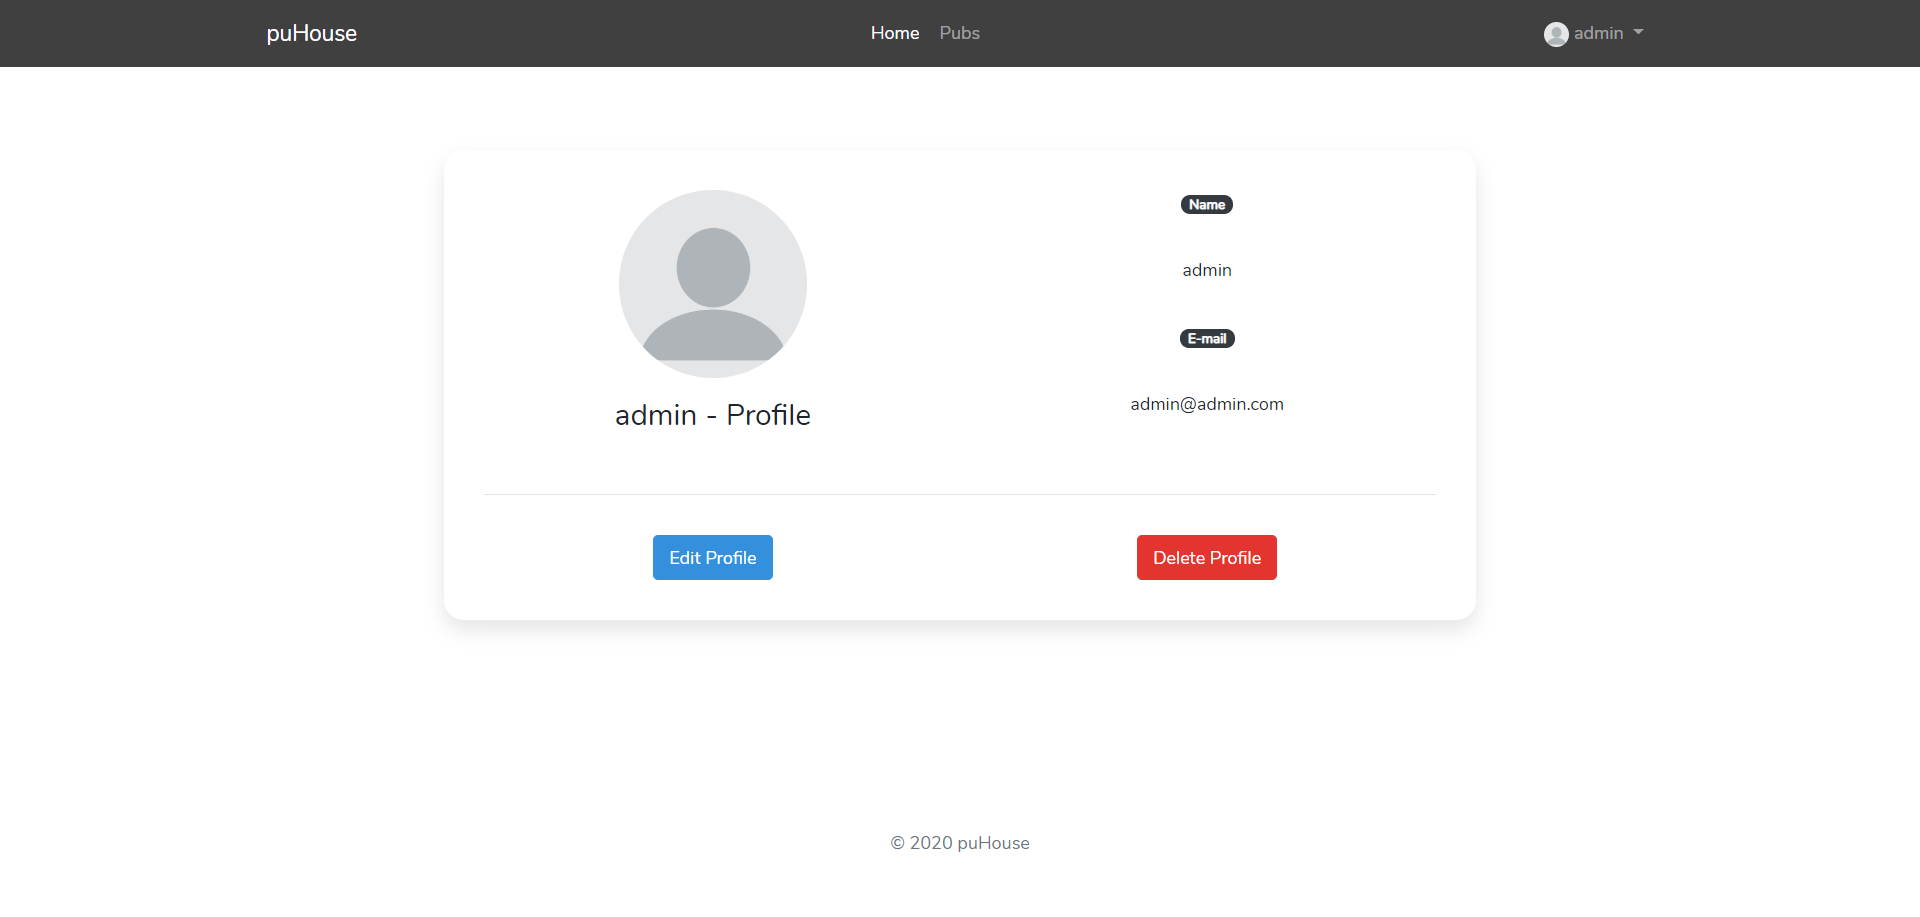 puHouse
Home Pubs
admin
Name
admin
E-mail
admin@admin.com
admin - Profile
Edit Profile
Delete Profile
© 2020 puHouse